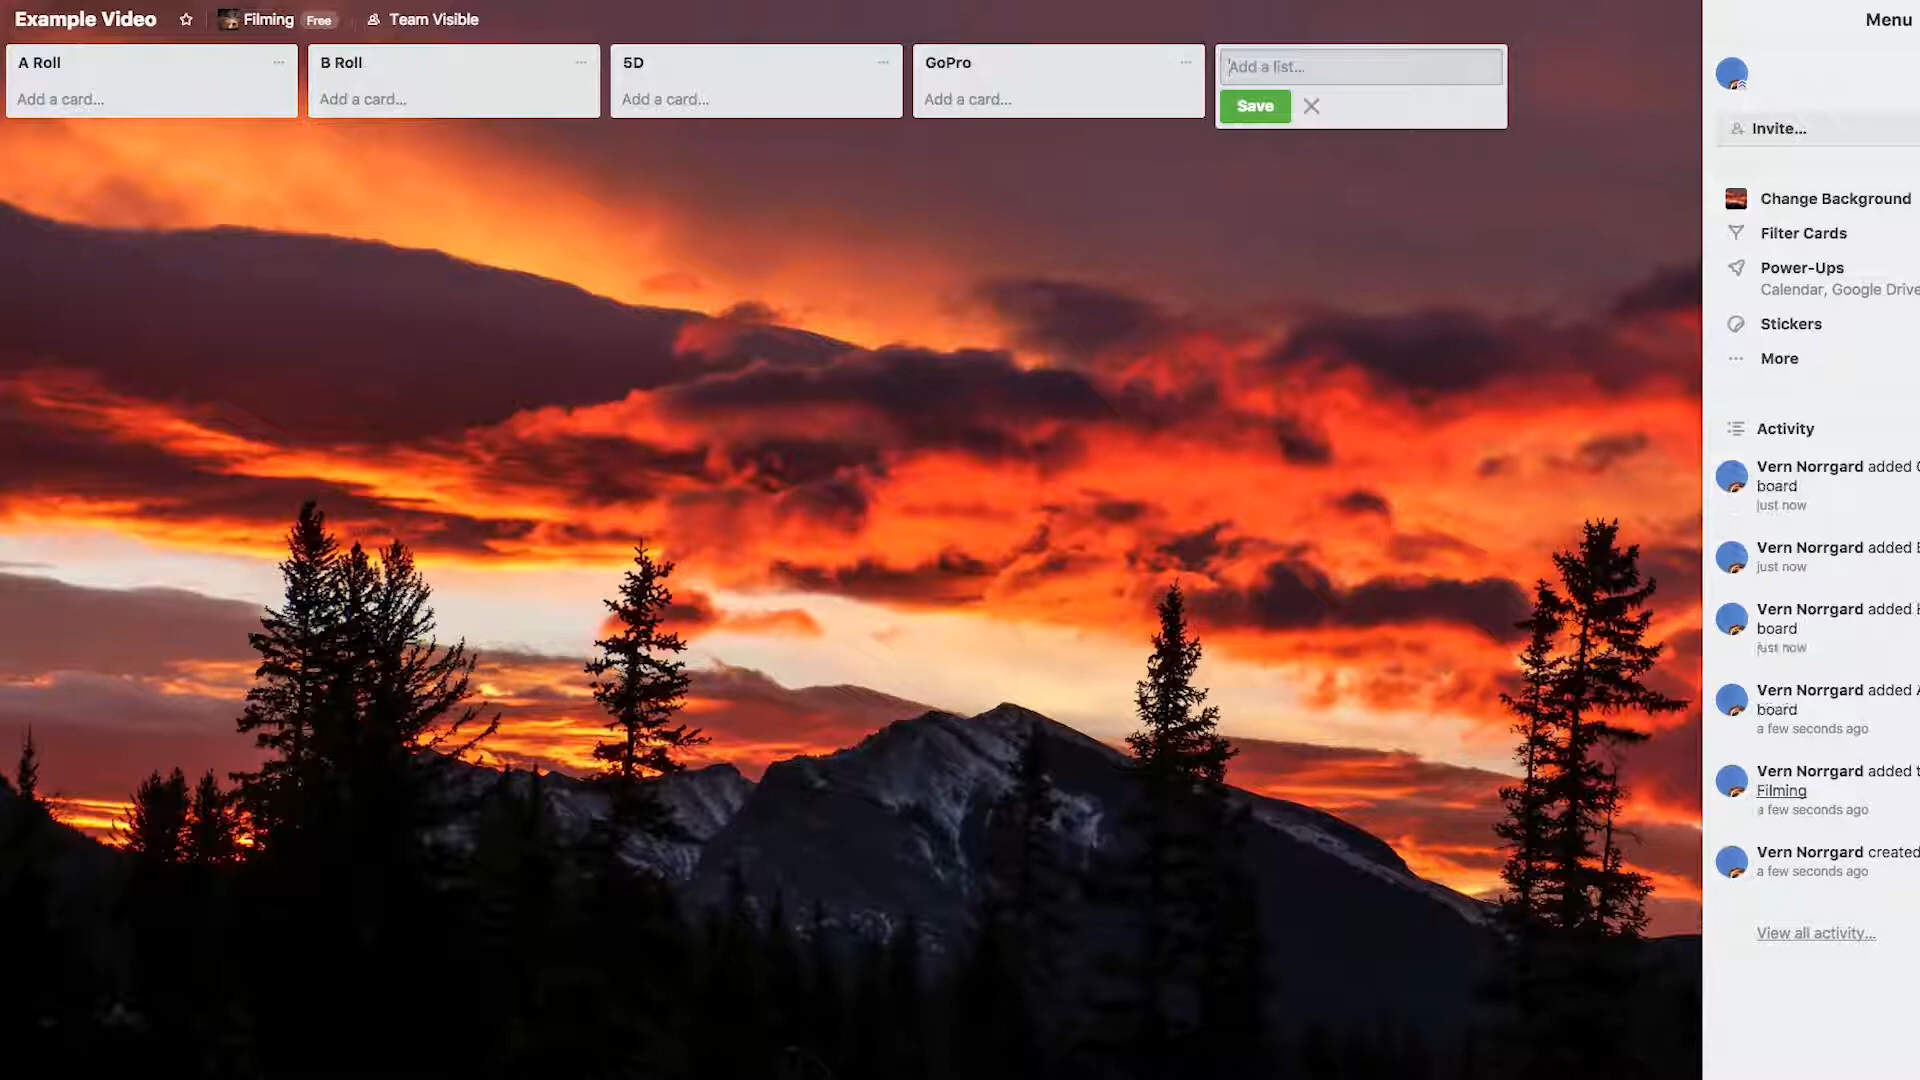 Example Video
Filming Free
Team Visible
Menu
A Roll
Add a card...
B Roll
Add a card...
5D
Add a card...
GoPro
Add a card...
Add a list...
Save
Invite...
Change Background
Filter Cards
Power-Ups
Calendar, Google Drive
Stickers
More
Activity
Vern Norrgard added
board
just now
Vern Norrgard added
just now
Vern Norrgard added
board
just now
Vern Norrgard added
board
a few seconds ago
Vern Norrgard added
Filming
a few seconds ago
Vern Norrgard created
a few seconds ago
View all activity...